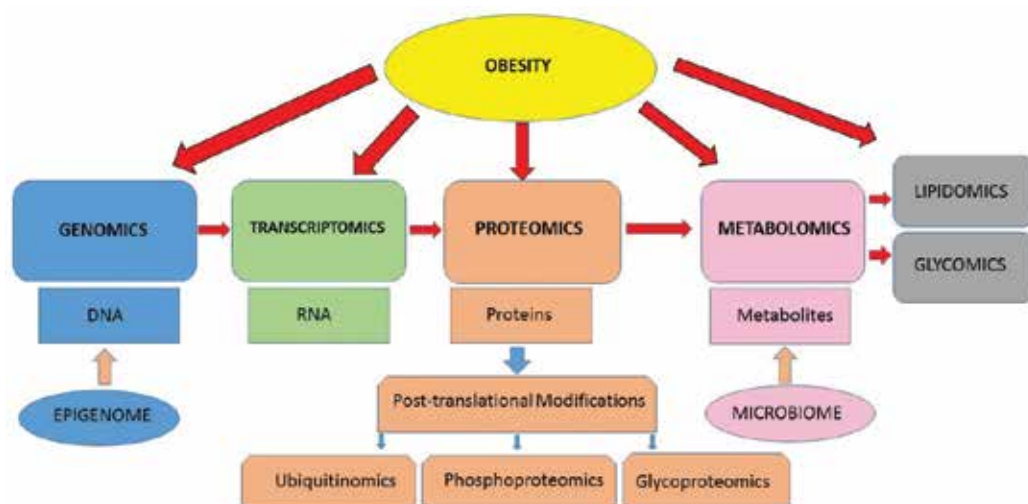 OBESITY
LIPIDOMICS
GENOMICS
TRANSCRIPTOMICS
PROTEOMICS
METABOLOMICS
GLYCOMICS
DNA
RNA
Proteins
Metabolites
EPIGENOME
Post-translational Modifications
MICROBIOME
Ubiquitinomics
Phosphoproteomics
Glycoproteomics